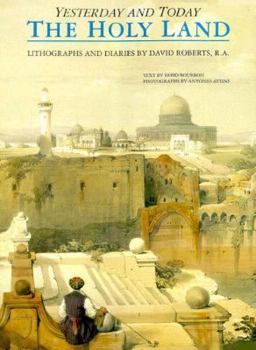 YESTERDAY AND TODAY
THE HOLY LAND
LITHOGRAPHS AND DIARIES BY DAVID ROBERTS, R.A.
TEXT BY FABIO BOURBON
PHOTOGRAPHS BY ANTONIO ATTINI